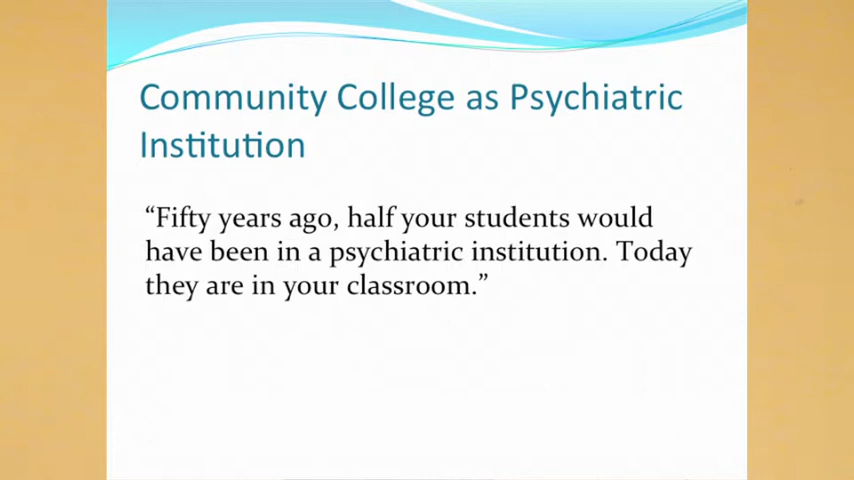 Community College as Psychiatric
Institution
“Fifty years ago, half your students would
have been in a psychiatric institution. Today
they are in your classroom.”